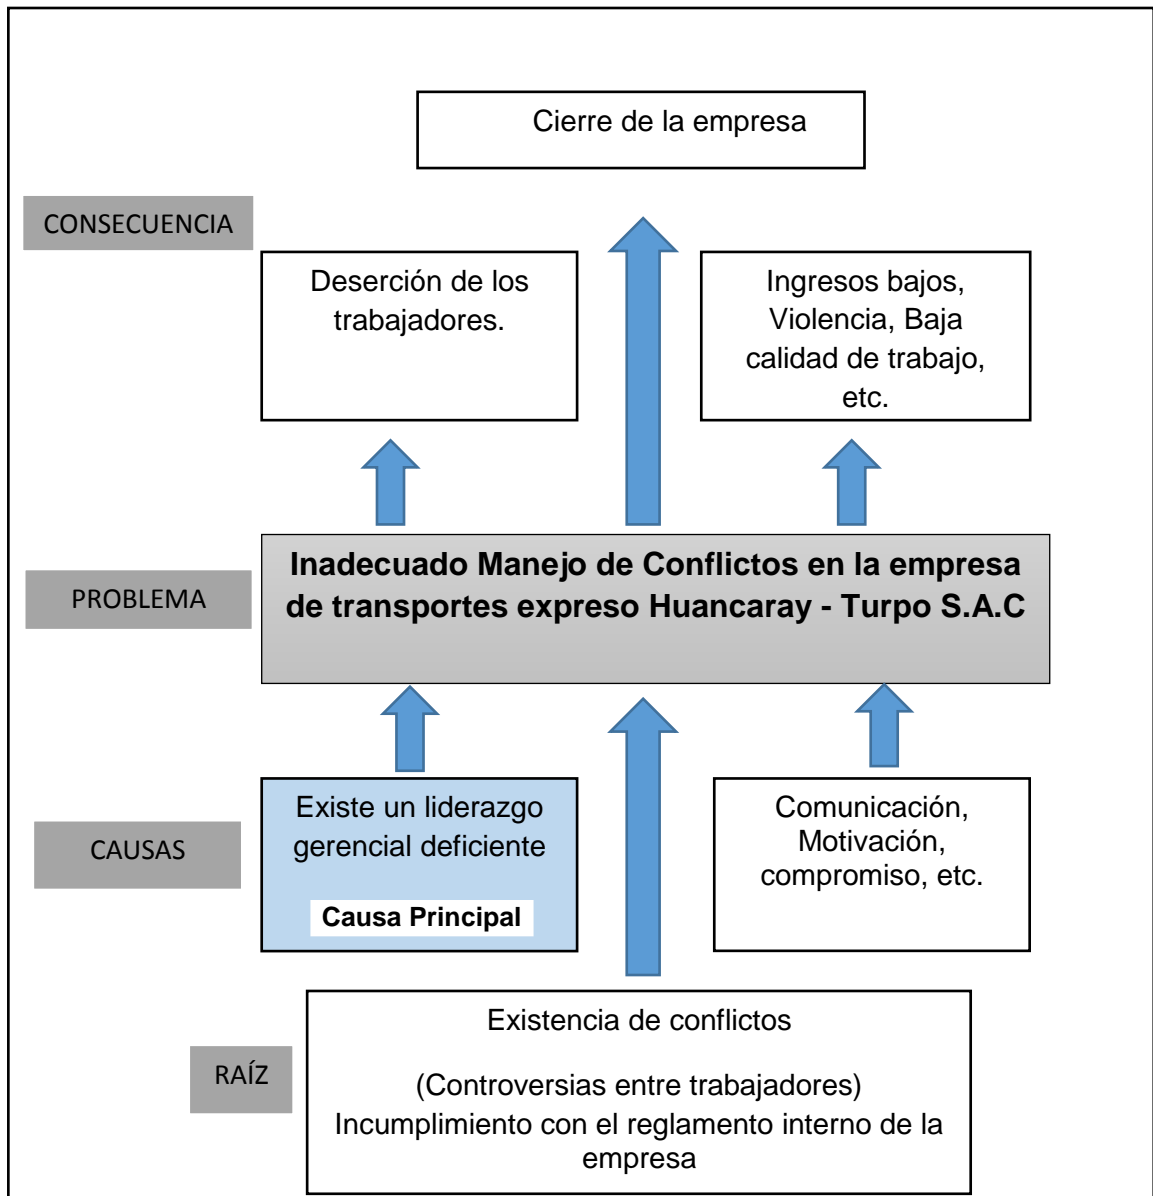 Cierre de la empresa
CONSECUENCIA
Deserción de los
trabajadores.
Ingresos bajos,
Violencia, Baja
calidad de trabajo,
etc.
PROBLEMA
Inadecuado Manejo de Conflictos en la empresa
de transportes expreso Huancaray - Turpo S.A.C
CAUSAS
Existe un liderazgo
gerencial deficiente
Causa Principal
Comunicación,
Motivación,
compromiso, etc.
RAÍZ
Existencia de conflictos
(Controversias entre trabajadores)
Incumplimiento con el reglamento interno de la
empresa